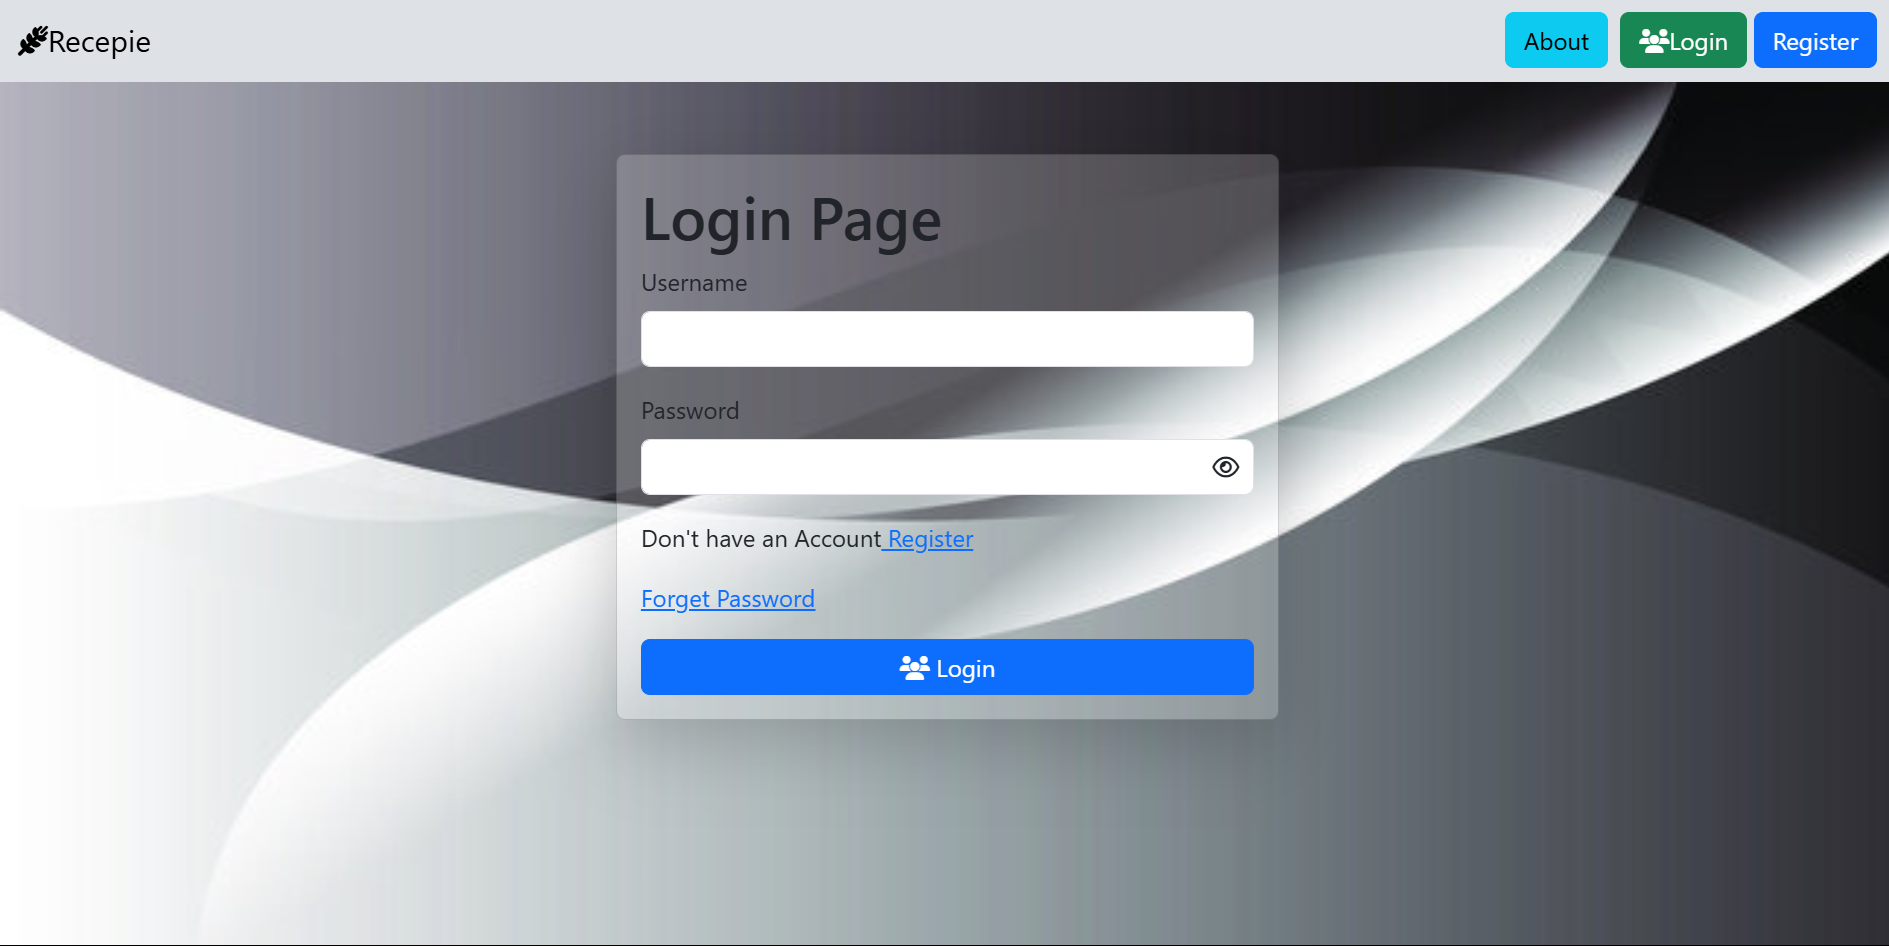 Recepie
About
Login
Register
Login Page
Username
Password
Don't have an Account Register
Forget Password
Login